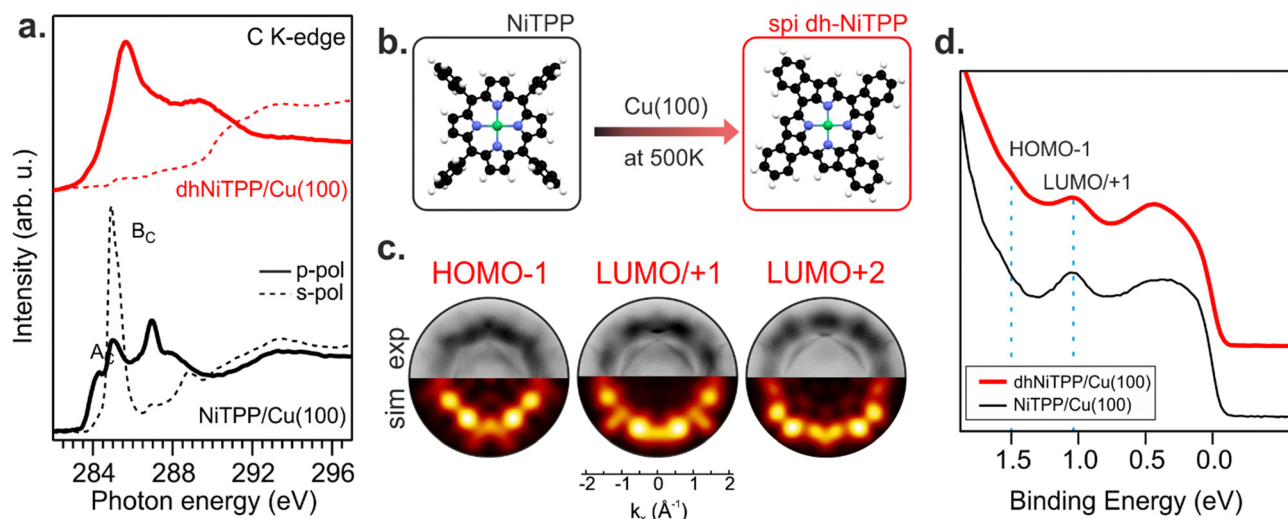 a.
C K-edge
Intensity (arb. u.)
dhNiTPP/Cu(100)
B_C
p-pol
s-pol
A
NiTPP/Cu(100)
284 288 292 296
Photon energy (eV)
b.
NiTPP
Cu(100)
at 500K
spi dh-NiTPP
c.
HOMO-1 LUMO/+1 LUMO+2
exp
sim
-2 -1 0 1 2
kₓ (Å⁻¹)
d.
HOMO-1
LUMO/+1
dhNiTPP/Cu(100)
NiTPP/Cu(100)
1.5 1.0 0.5 0.0
Binding Energy (eV)